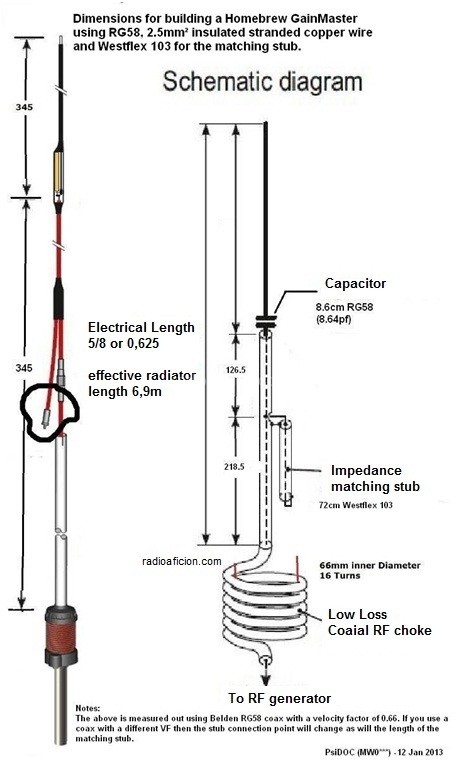 Dimensions for building a Homebrew GainMaster
using RG58, 2.5mm² insulated stranded copper wire
and Westflex 103 for the matching stub.
Schematic diagram
345
Capacitor
8.6cm RG58
(8.64pf)
Electrical Length
5/8 or 0,625
effective radiator
length 6,9m
345
126.5
218.5
Impedance
matching stub
72cm Westflex 103
radioaficion.com
66mm inner Diameter
16 Turns
Low Loss
Coaial RF choke
To RF generator
Notes:
The above is measured out using Belden RG58 coax with a velocity factor of 0.66. If you use a
coax with a different VF then the stub connection point will change as will the length of the
matching stub.
PsiDOC (MW0***) -12 Jan 2013